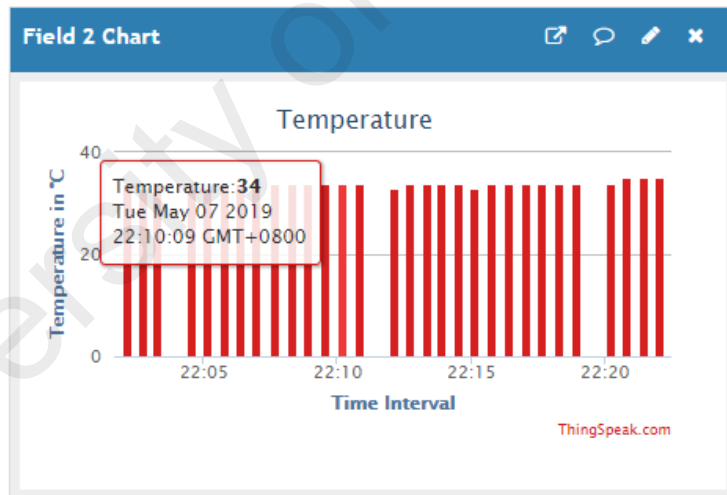 Field 2 Chart
Temperature
Temperature in °C
40
20
0
Temperature:34
Tue May 07 2019
22:10:09 GMT+0800
22:05 22:10 22:15 22:20
Time Interval
ThingSpeak.com